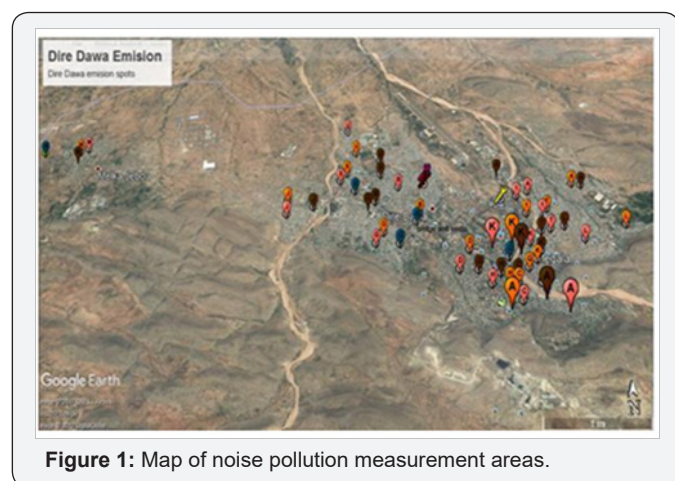 Dire Dawa Emision
Dire Dawa emission spots
K
K
A
A
A
Google Earth
N
Figure 1: Map of noise pollution measurement areas.